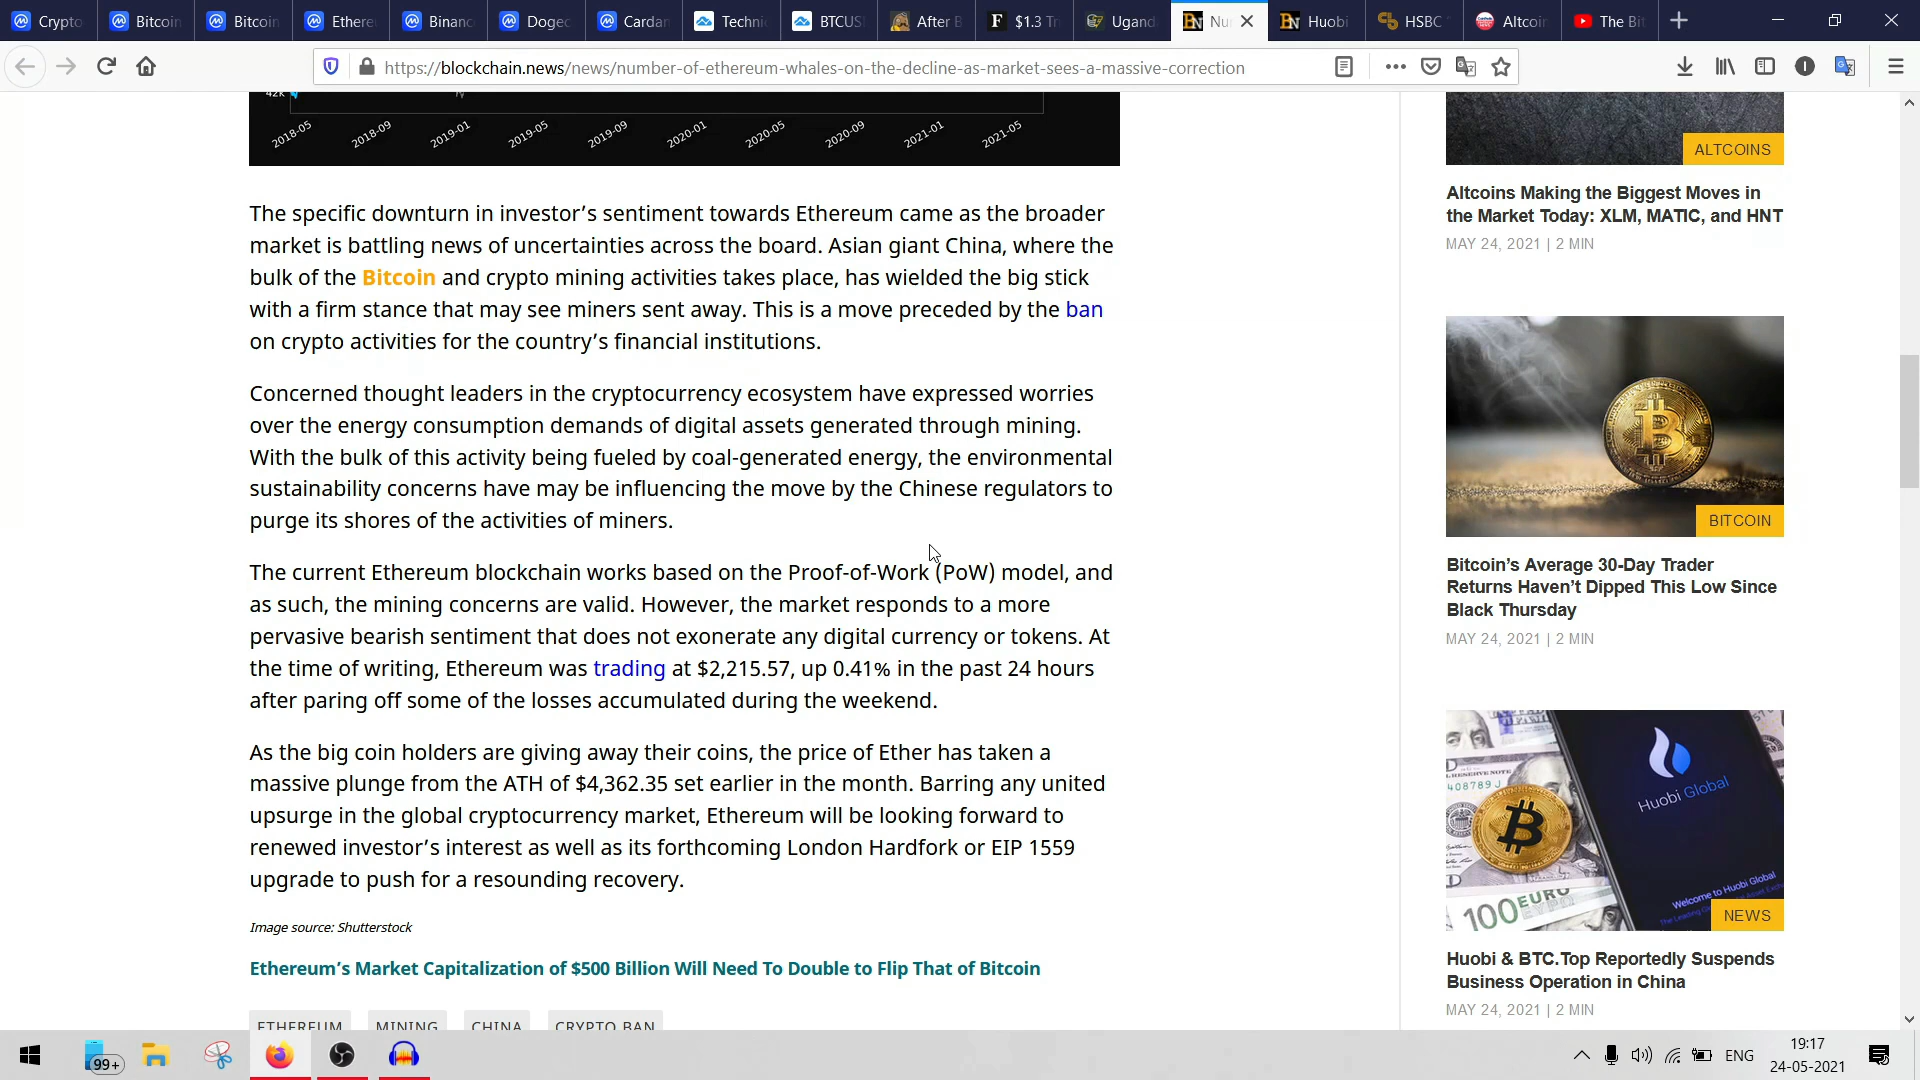 Crypto
Bitcoin
Bitcoin
Ethere
Binanc
Dogec
Cardan
Technic
BTCUS
After B
$1.3 Tr
Ugand
Nu
Huobi
HSBC
Altcoin
The Bit
https://blockchain.news/news/number-of-ethereum-whales-on-the-decline-as-market-sees-a-massive-correction
42k
2018-05
2018-09
2019-01
2019-05
2019-09
2020-01
2020-05
2020-09
2021-01
2021-05
The specific downturn in investor’s sentiment towards Ethereum came as the broader
market is battling news of uncertainties across the board. Asian giant China, where the
bulk of the Bitcoin and crypto mining activities takes place, has wielded the big stick
with a firm stance that may see miners sent away. This is a move preceded by the ban
on crypto activities for the country’s financial institutions.
Concerned thought leaders in the cryptocurrency ecosystem have expressed worries
over the energy consumption demands of digital assets generated through mining.
With the bulk of this activity being fueled by coal-generated energy, the environmental
sustainability concerns have may be influencing the move by the Chinese regulators to
purge its shores of the activities of miners.
The current Ethereum blockchain works based on the Proof-of-Work (PoW) model, and
as such, the mining concerns are valid. However, the market responds to a more
pervasive bearish sentiment that does not exonerate any digital currency or tokens. At
the time of writing, Ethereum was trading at $2,215.57, up 0.41% in the past 24 hours
after paring off some of the losses accumulated during the weekend.
As the big coin holders are giving away their coins, the price of Ether has taken a
massive plunge from the ATH of $4,362.35 set earlier in the month. Barring any united
upsurge in the global cryptocurrency market, Ethereum will be looking forward to
renewed investor’s interest as well as its forthcoming London Hardfork or EIP 1559
upgrade to push for a resounding recovery.
Image source: Shutterstock
Ethereum’s Market Capitalization of $500 Billion Will Need To Double to Flip That of Bitcoin
ETHEREUM
MINING
CHINA
CRYPTO BAN
ALTCOINS
Altcoins Making the Biggest Moves in
the Market Today: XLM, MATIC, and HNT
MAY 24, 2021 | 2 MIN
BITCOIN
Bitcoin’s Average 30-Day Trader
Returns Haven’t Dipped This Low Since
Black Thursday
MAY 24, 2021 | 2 MIN
Huobi Global
Welcome to Huobi Global
100 EURO
NEWS
Huobi & BTC.Top Reportedly Suspends
Business Operation in China
MAY 24, 2021 | 2 MIN
99+
ENG
19:17
24-05-2021